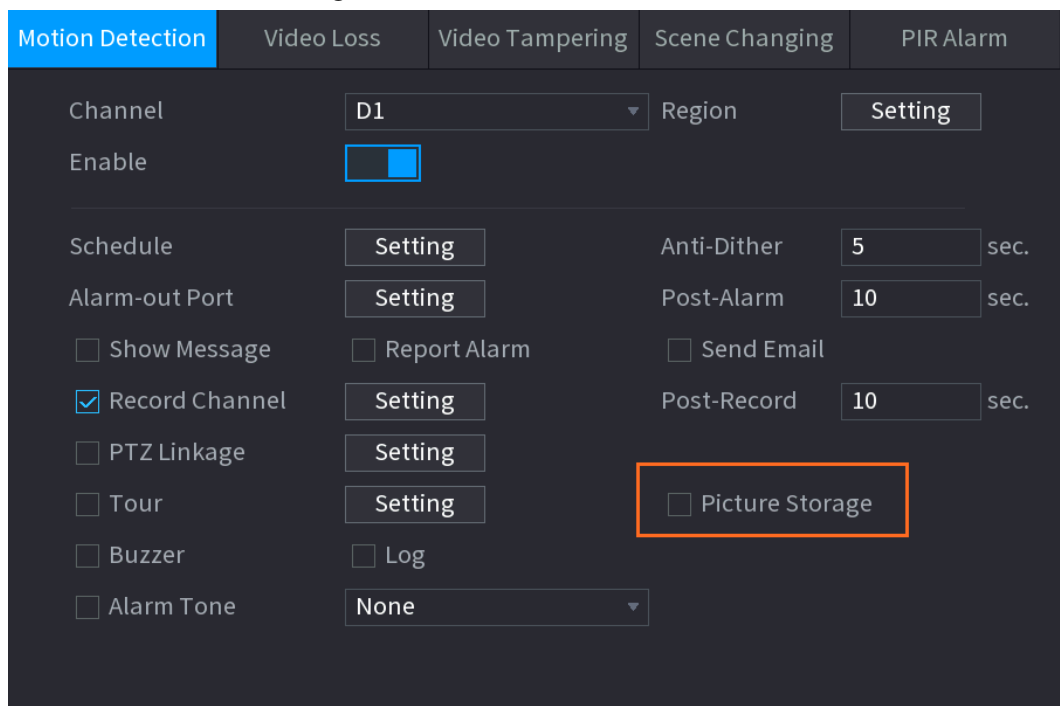 Motion Detection Video Loss Video Tampering Scene Changing PIR Alarm
Channel D1 Region Setting
Enable
Schedule Setting Anti-Dither 5 sec.
Alarm-out Port Setting Post-Alarm 10 sec.
Show Message Report Alarm Send Email
Record Channel Setting Post-Record 10 sec.
PTZ Linkage Setting
Tour Setting Picture Storage
Buzzer Log
Alarm Tone None